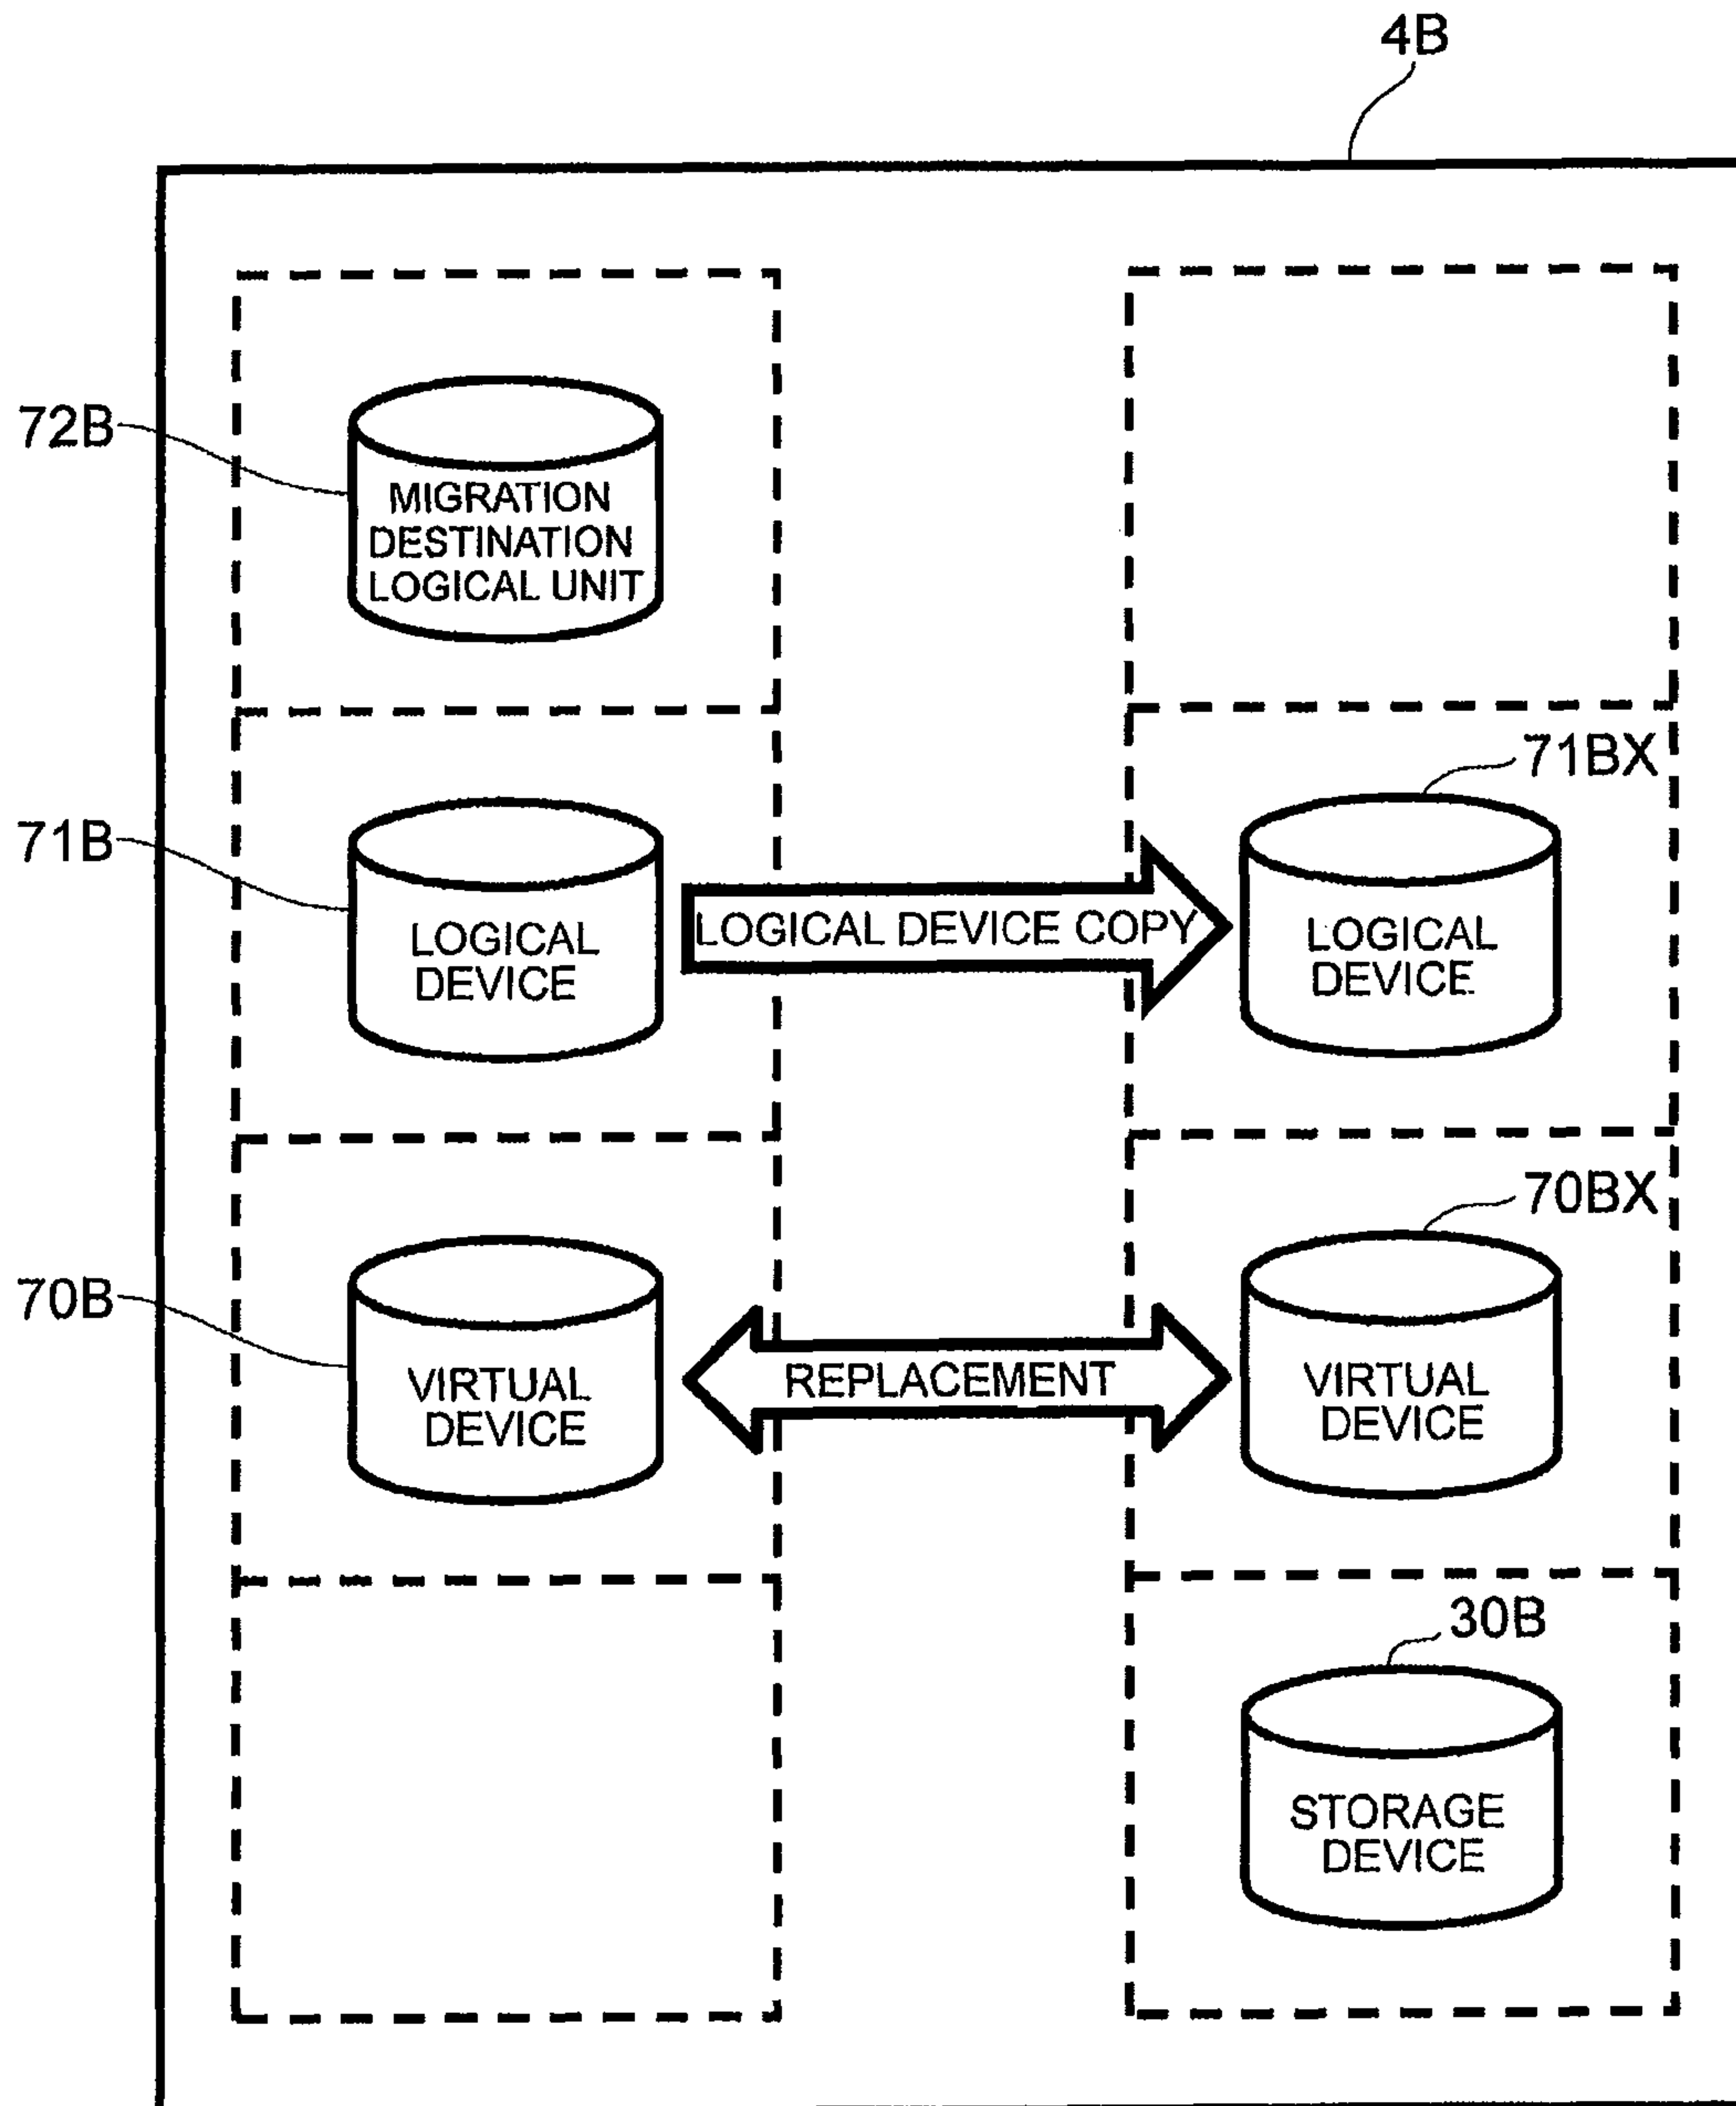 4B
72B
MIGRATION
DESTINATION
LOGICAL UNIT
71BX
71B
LOGICAL
DEVICE
LOGICAL DEVICE COPY
LOGICAL
DEVICE
70BX
70B
VIRTUAL
DEVICE
REPLACEMENT
VIRTUAL
DEVICE
30B
STORAGE
DEVICE